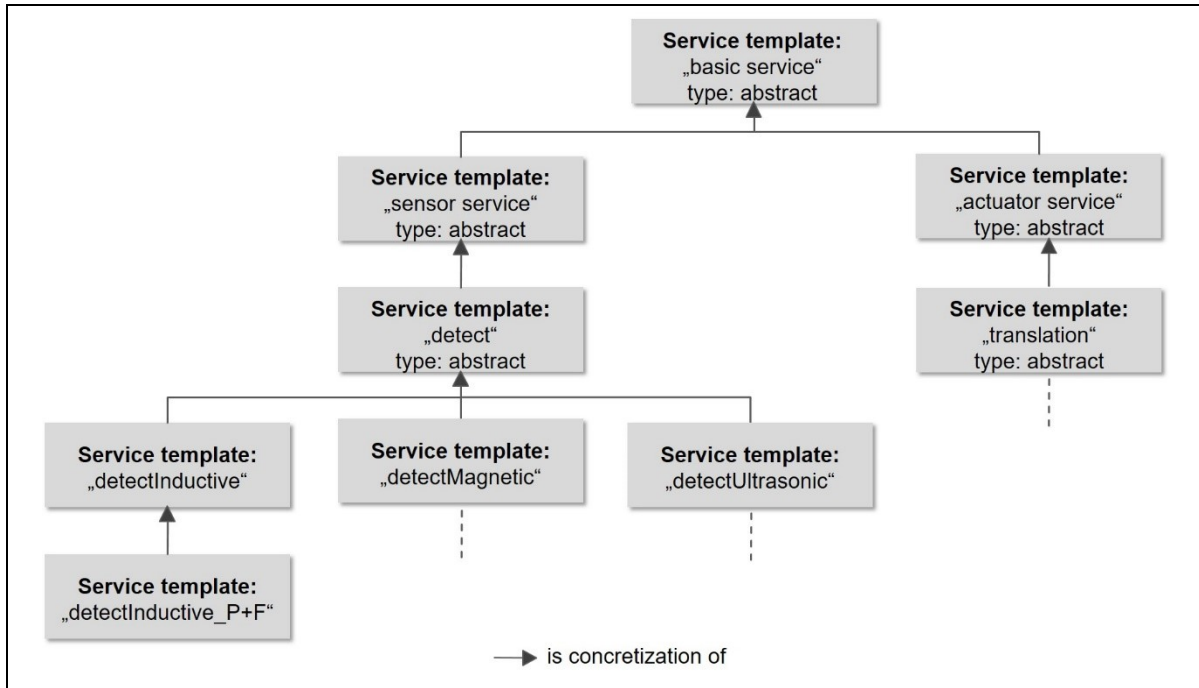 Service template:
„basic service“
type: abstract
Service template:
„sensor service“
type: abstract
Service template:
„actuator service“
type: abstract
Service template:
„detect“
type: abstract
Service template:
„translation“
type: abstract
Service template:
„detectInductive“
Service template:
„detectMagnetic“
Service template:
„detectUltrasonic“
Service template:
„detectInductive_P+F“
is concretization of